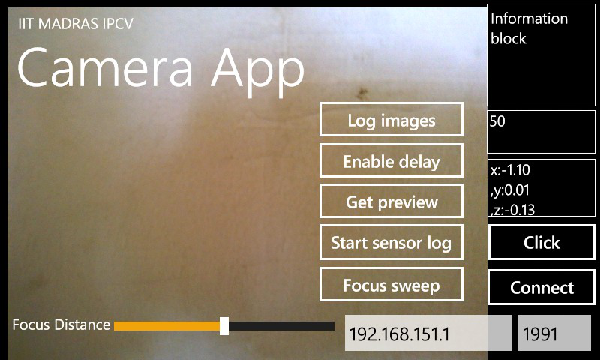 IIT MADRAS IPCV
Camera App
Information
block
Log images
50
Enable delay
x:-1.10
,y:0.01
,z:-0.13
Get preview
Start sensor log
Click
Focus sweep
Connect
Focus Distance
192.168.151.1
1991